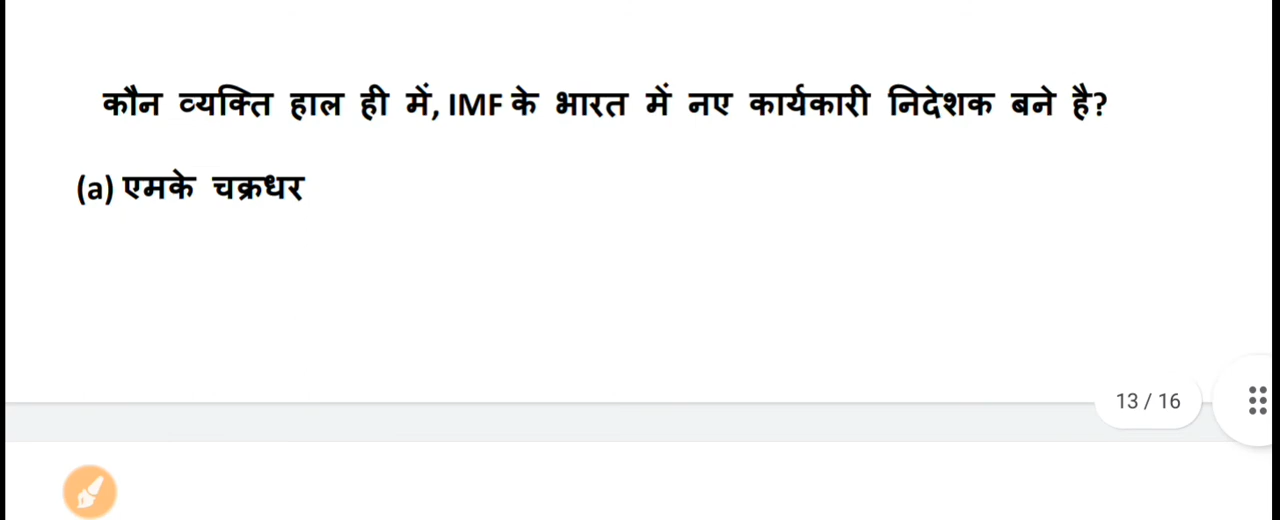 कौन व्यक्ति हाल ही में, IMF के भारत में नए कार्यकारी निदेशक बने है?
(a) एमके चक्रधर
13 / 16